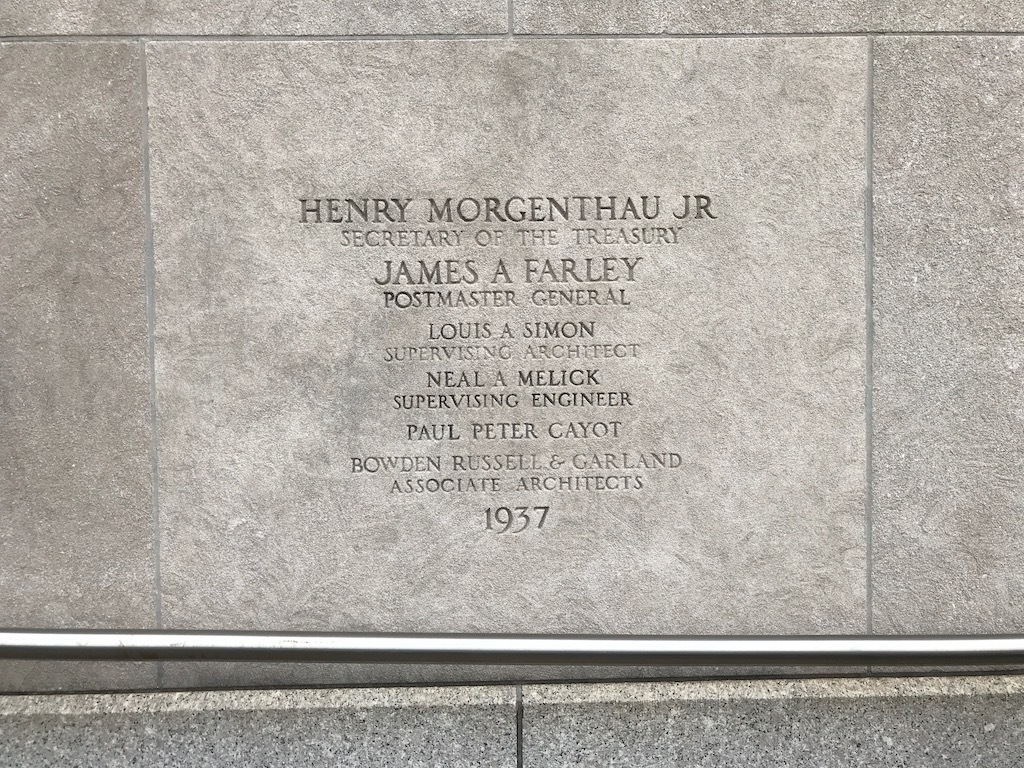 HENRY MORGENTHAU JR
SECRETARY OF THE TREASURY
JAMES A FARLEY
POSTMASTER GENERAL
LOUIS A SIMON
SUPERVISING ARCHITECT
NEAL A MELICK
SUPERVISING ENGINEER
PAUL PETER CAYOT
BOWDEN RUSSELL & GARLAND
ASSOCIATE ARCHITECTS
1937